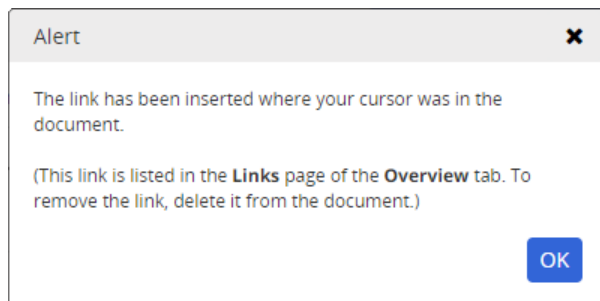 Alert
The link has been inserted where your cursor was in the
document.
(This link is listed in the Links page of the Overview tab. To
remove the link, delete it from the document.)
OK